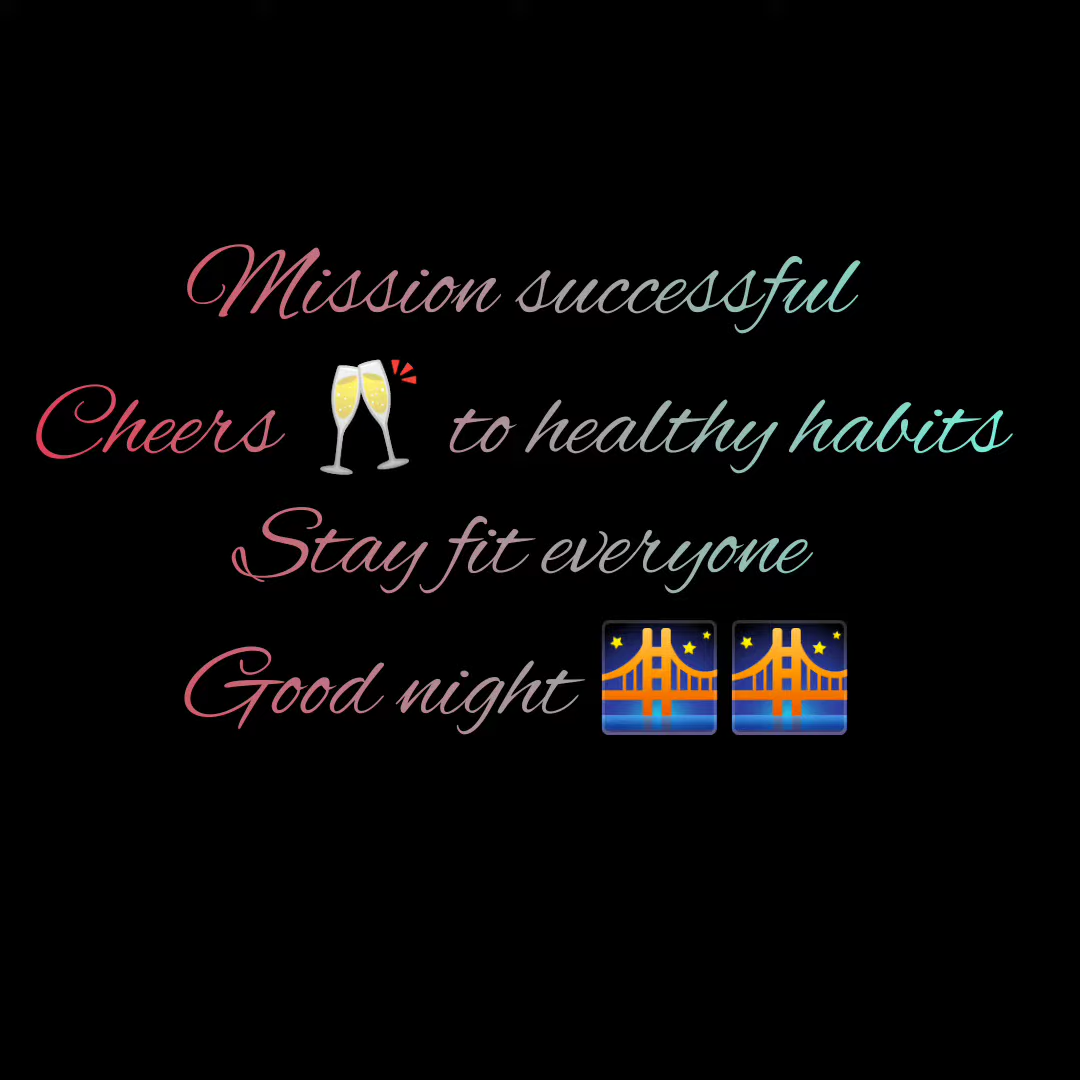 Mission successful
Cheers 🥂 to healthy habits
Stay fit everyone
Good night 🌉🌉